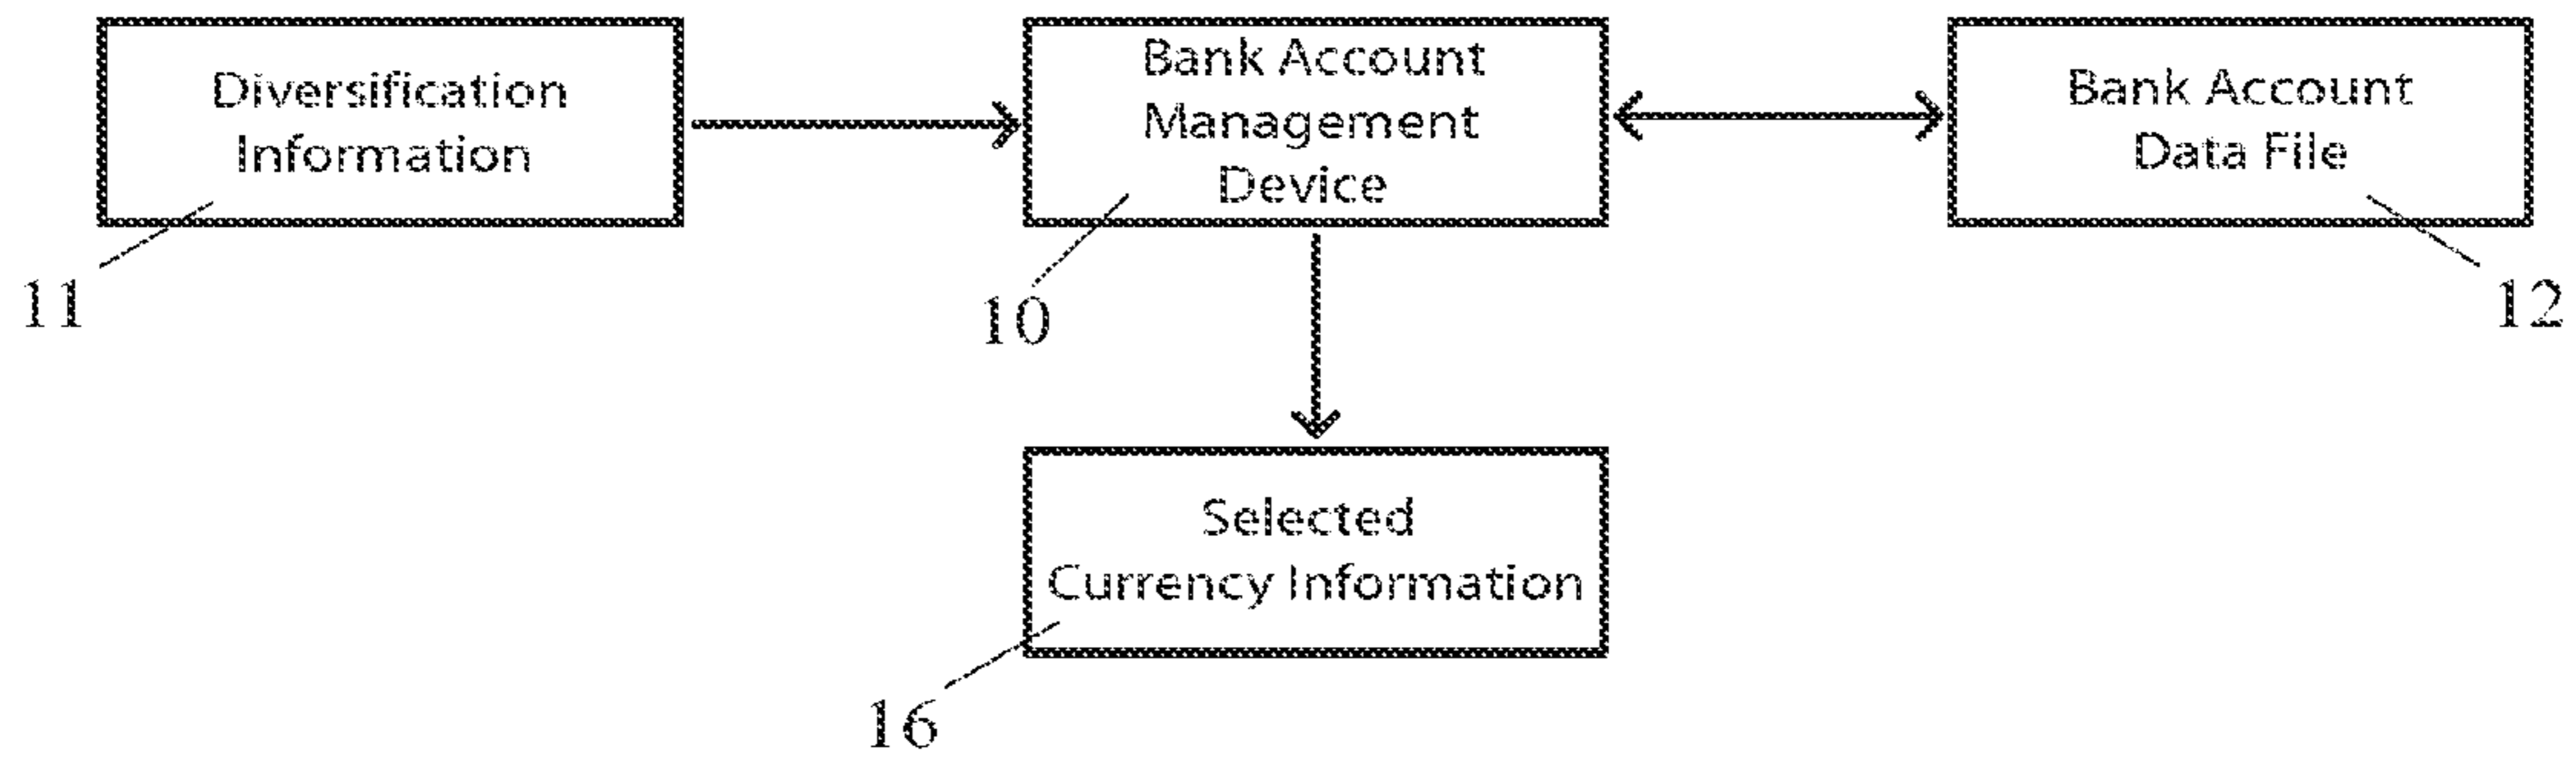 Diversification
Information
Bank Account
Management
Device
Bank Account
Data File
11
10
12
Selected
Currency Information
16